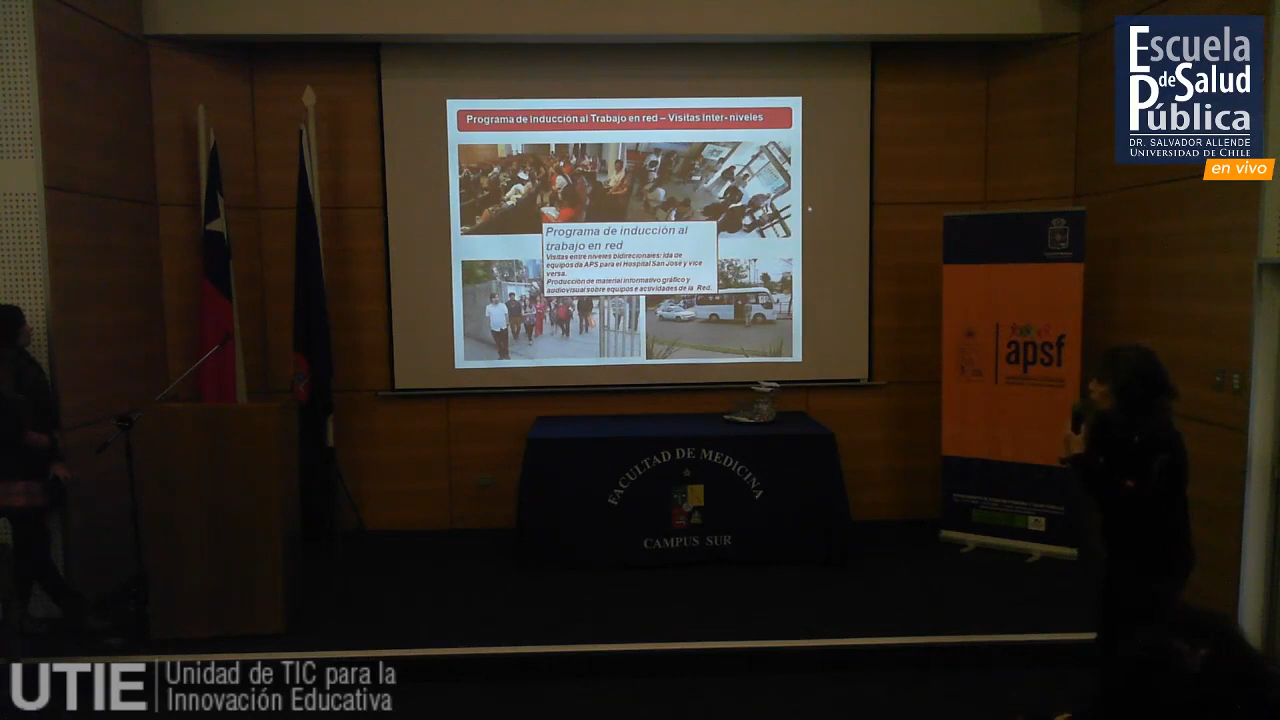 Escuela
de Salud
Pública
DR. SALVADOR ALLENDE
UNIVERSIDAD DE CHILE
en vivo
Programa de Inducción al Trabajo en red – Visitas Inter- niveles
Programa de inducción al
trabajo en red
Visitas entre niveles bidirecionales: ida de
equipos da APS para el Hospital San José y vice
versa.
Producción de material informativo gráfico y
audiovisual sobre equipos e actividades de la Red.
apsf
FACULTAD DE MEDICINA
CAMPUS SUR
UTIE
Unidad de TIC para la
Innovación Educativa